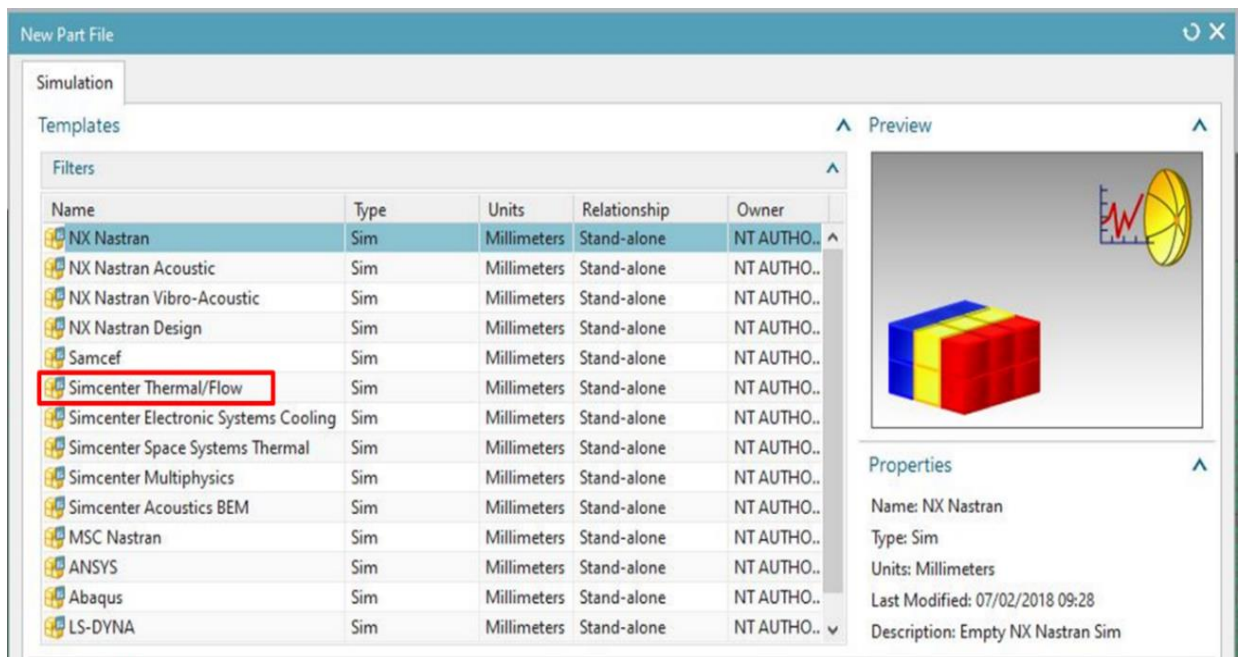 New Part File
Simulation
Templates
Filters
Name Type Units Relationship Owner
NX Nastran Sim Millimeters Stand-alone NT AUTHO..
NX Nastran Acoustic Sim Millimeters Stand-alone NT AUTHO..
NX Nastran Vibro-Acoustic Sim Millimeters Stand-alone NT AUTHO..
NX Nastran Design Sim Millimeters Stand-alone NT AUTHO..
Samcef Sim Millimeters Stand-alone NT AUTHO..
Simcenter Thermal/Flow Sim Millimeters Stand-alone NT AUTHO..
Simcenter Electronic Systems Cooling Sim Millimeters Stand-alone NT AUTHO..
Simcenter Space Systems Thermal Sim Millimeters Stand-alone NT AUTHO..
Simcenter Multiphysics Sim Millimeters Stand-alone NT AUTHO..
Simcenter Acoustics BEM Sim Millimeters Stand-alone NT AUTHO..
MSC Nastran Sim Millimeters Stand-alone NT AUTHO..
ANSYS Sim Millimeters Stand-alone NT AUTHO..
Abaqus Sim Millimeters Stand-alone NT AUTHO..
LS-DYNA Sim Millimeters Stand-alone NT AUTHO..
Preview
Properties
Name: NX Nastran
Type: Sim
Units: Millimeters
Last Modified: 07/02/2018 09:28
Description: Empty NX Nastran Sim